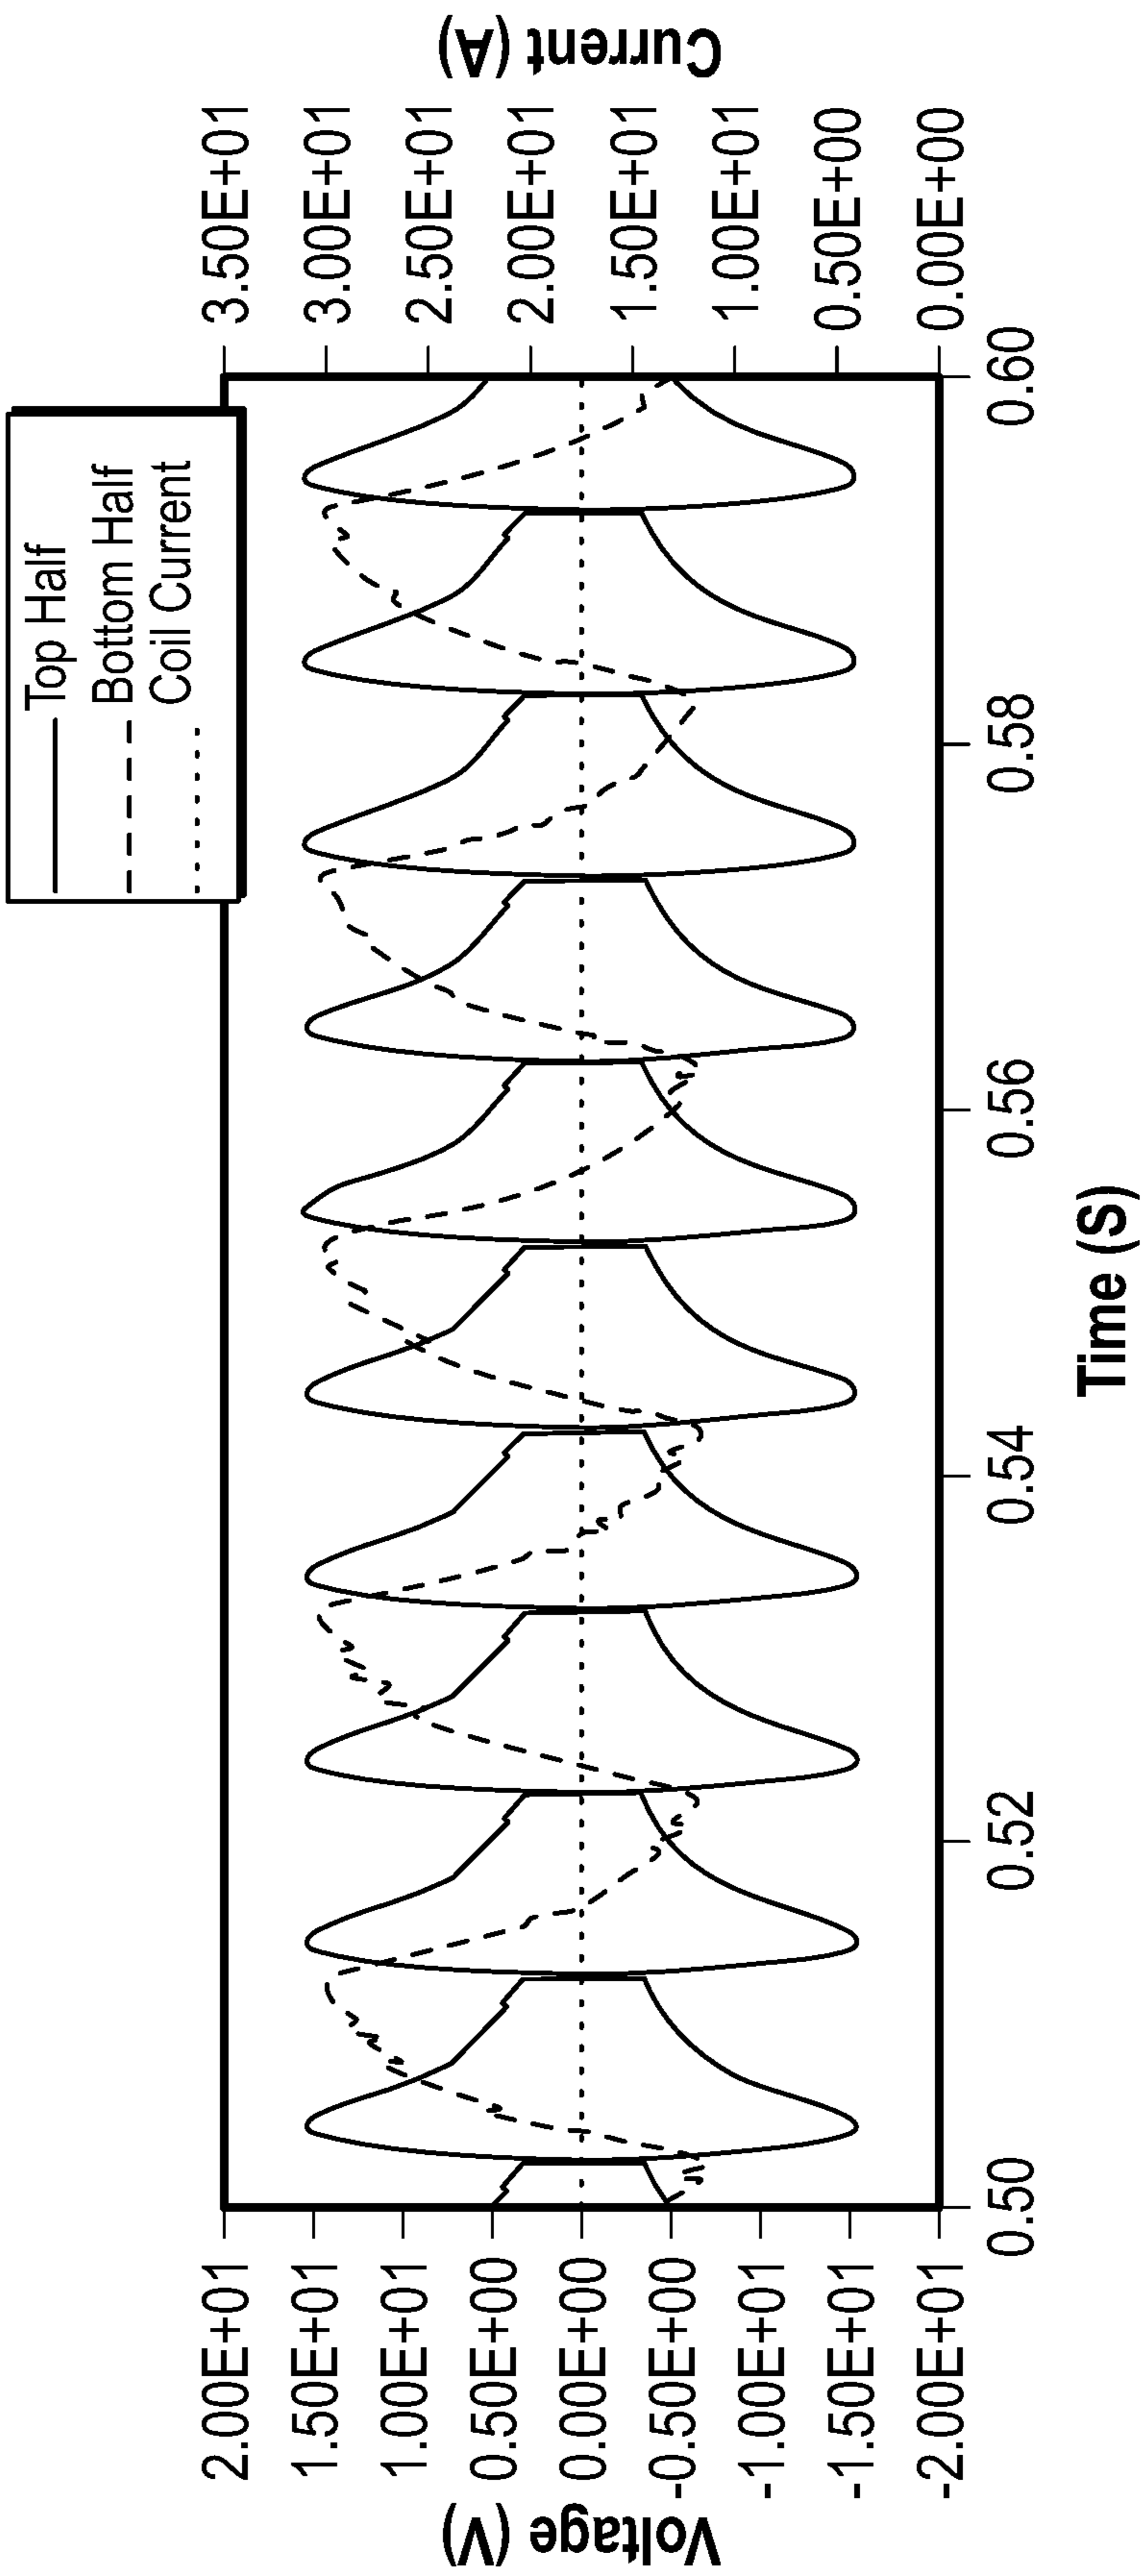 Top Half
Bottom Half
Coil Current
Voltage (V)
2.00E+01
1.50E+01
1.00E+01
0.50E+00
0.00E+00
-0.50E+00
-1.00E+01
-1.50E+01
-2.00E+01
Current (A)
3.50E+01
3.00E+01
2.50E+01
2.00E+01
1.50E+01
1.00E+01
0.50E+00
0.00E+00
0.50
0.52
0.54
0.56
0.58
0.60
Time (S)